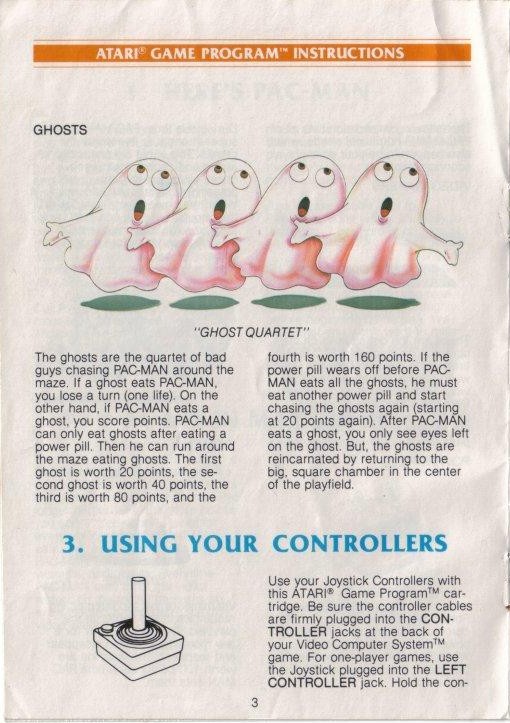 ATARI® GAME PROGRAM™ INSTRUCTIONS
GHOSTS
"GHOST QUARTET"
The ghosts are the quartet of bad
guys chasing PAC-MAN around the
maze. If a ghost eats PAC-MAN,
you lose a turn (one life). On the
other hand, if PAC-MAN eats a
ghost, you score points. PAC-MAN
can only eat ghosts after eating a
power pill. Then he can run around
the maze eating ghosts. The first
ghost is worth 20 points, the se-
cond ghost is worth 40 points, the
third is worth 80 points, and the
fourth is worth 160 points. If the
power pill wears off before PAC-
MAN eats all the ghosts, he must
eat another power pill and start
chasing the ghosts again (starting
at 20 points again). After PAC-MAN
eats a ghost, you only see eyes left
on the ghost. But, the ghosts are
reincarnated by returning to the
big, square chamber in the center
of the playfield.
3. USING YOUR CONTROLLERS
Use your Joystick Controllers with
this ATARI® Game Program™ car-
tridge. Be sure the controller cables
are firmly plugged into the CON-
TROLLER jacks at the back of
your Video Computer System™
game. For one-player games, use
the Joystick plugged into the LEFT
CONTROLLER jack. Hold the con-
3